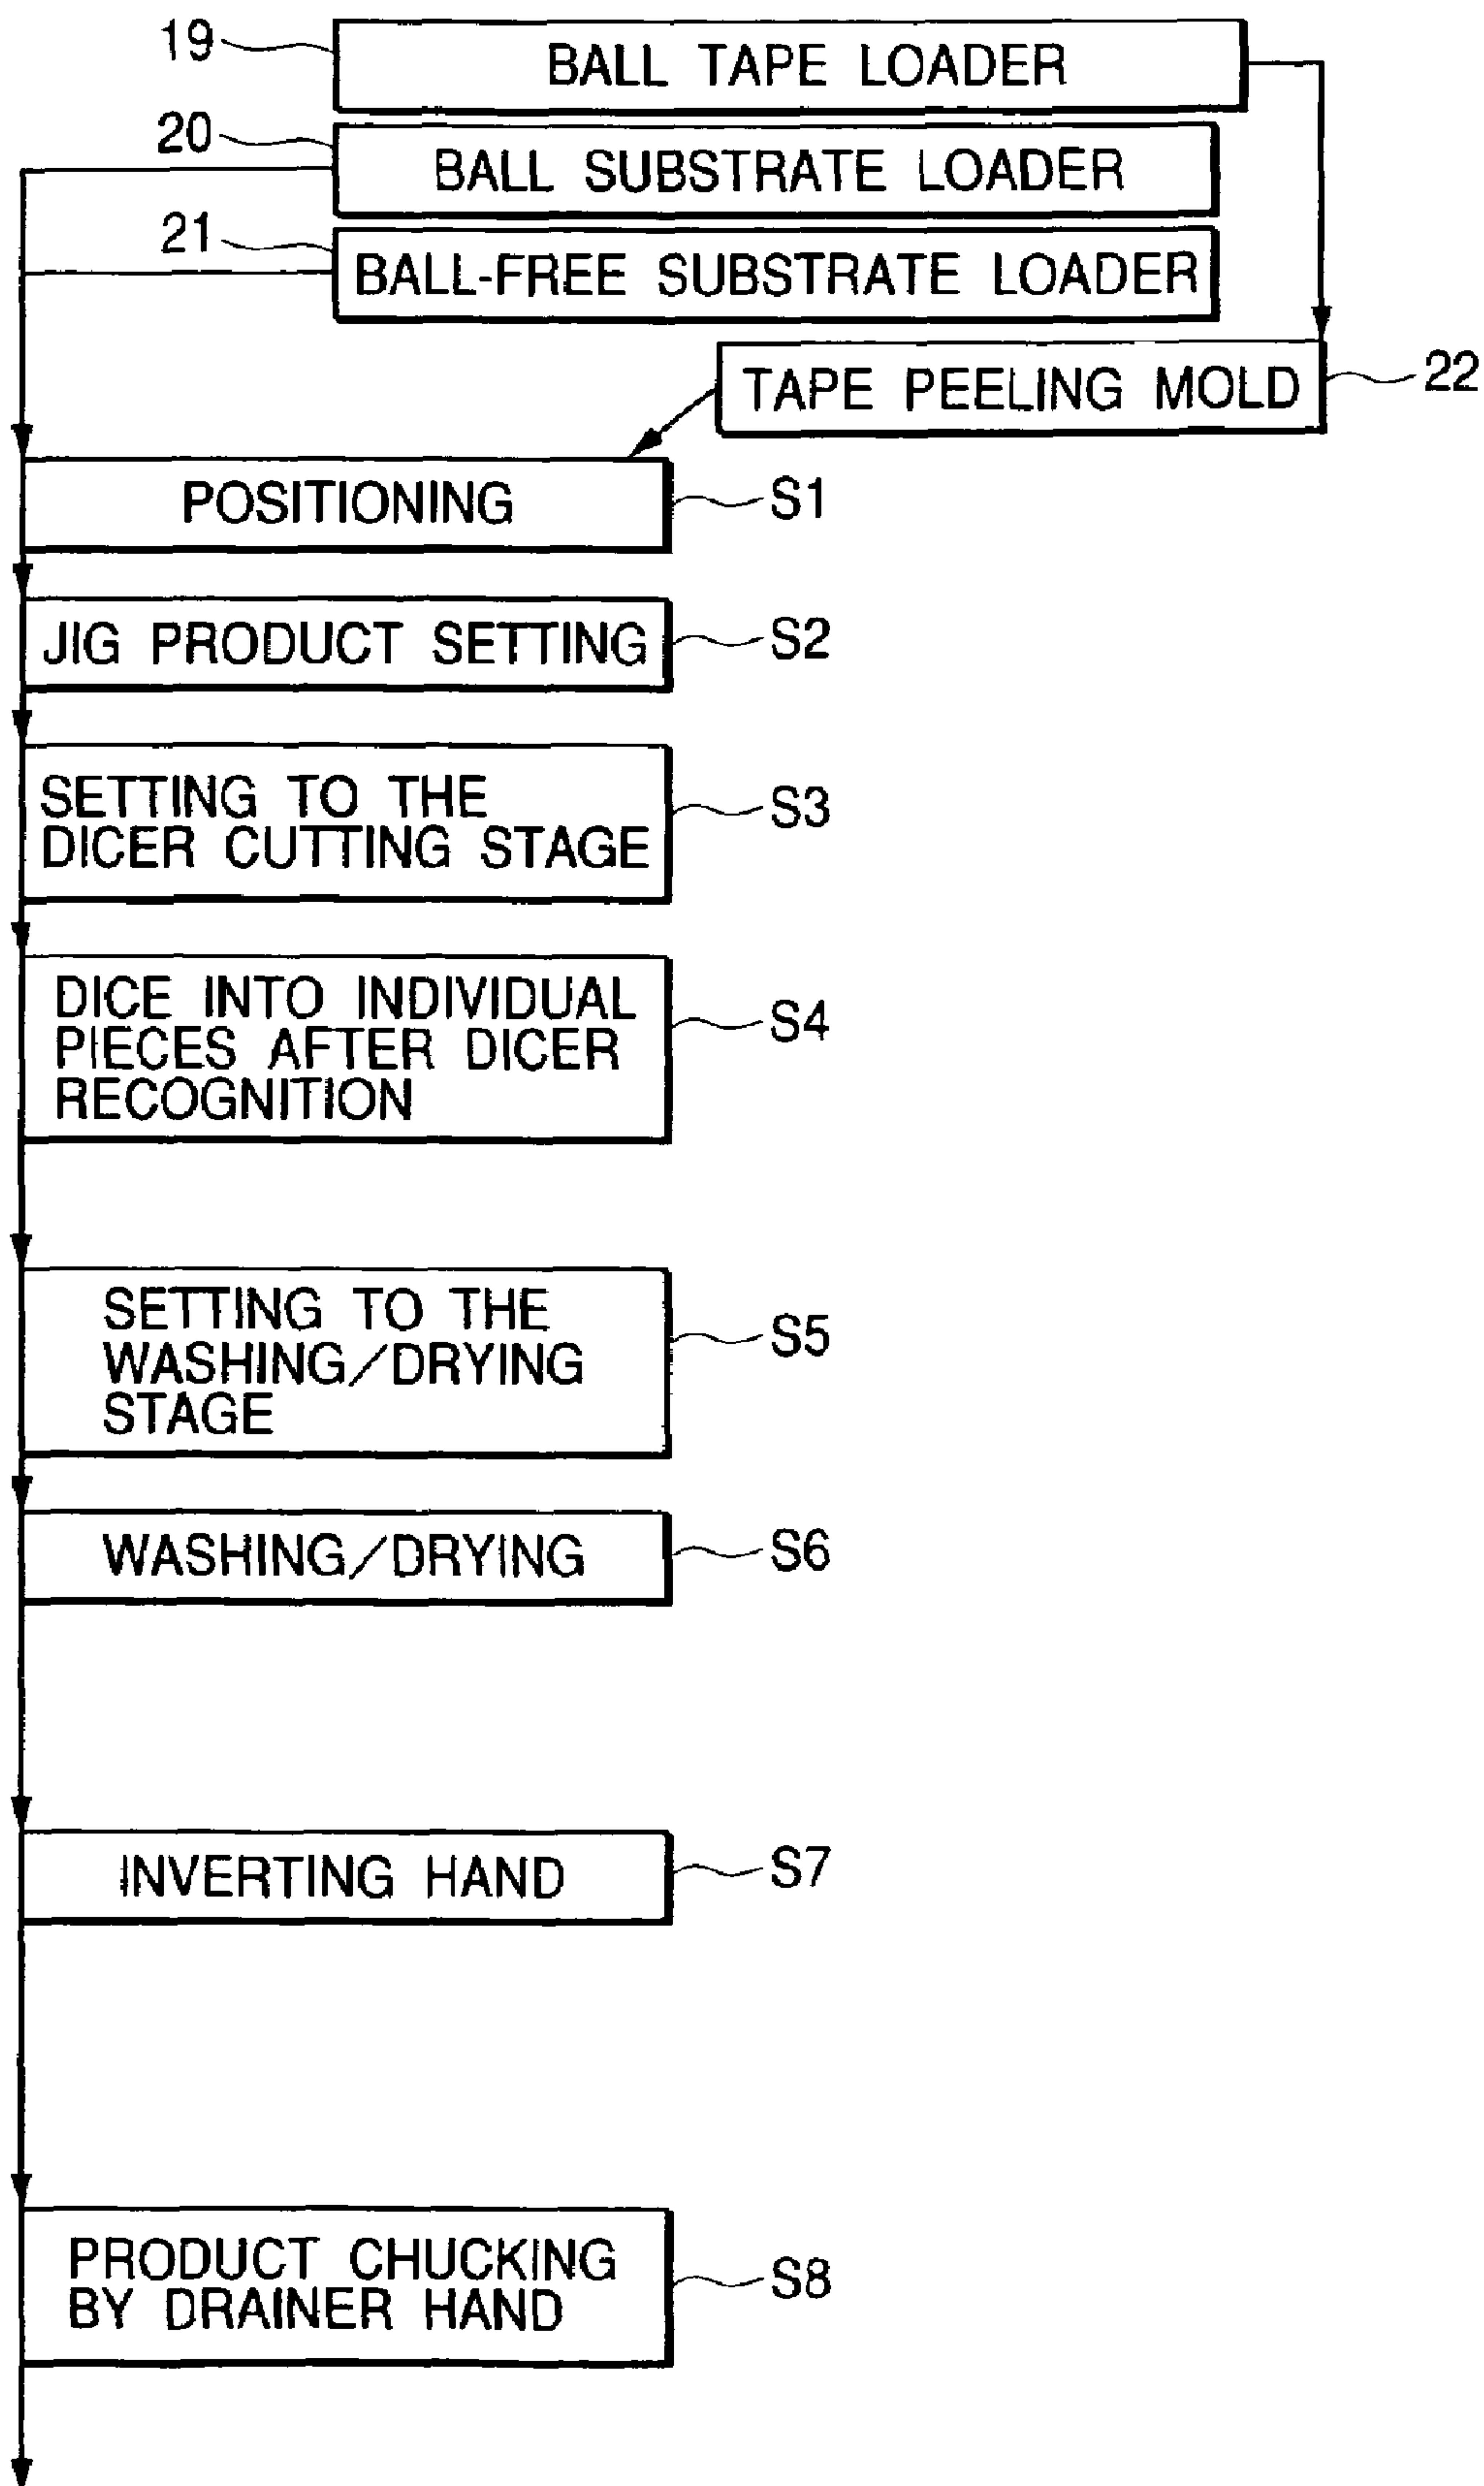 19
BALL TAPE LOADER
20
BALL SUBSTRATE LOADER
21
BALL-FREE SUBSTRATE LOADER
TAPE PEELING MOLD
22
POSITIONING
S1
JIG PRODUCT SETTING
S2
SETTING TO THE
DICER CUTTING STAGE
S3
DICE INTO INDIVIDUAL
PIECES AFTER DICER
RECOGNITION
S4
SETTING TO THE
WASHING/DRYING
STAGE
S5
WASHING/DRYING
S6
INVERTING HAND
S7
PRODUCT CHUCKING
BY DRAINER HAND
S8